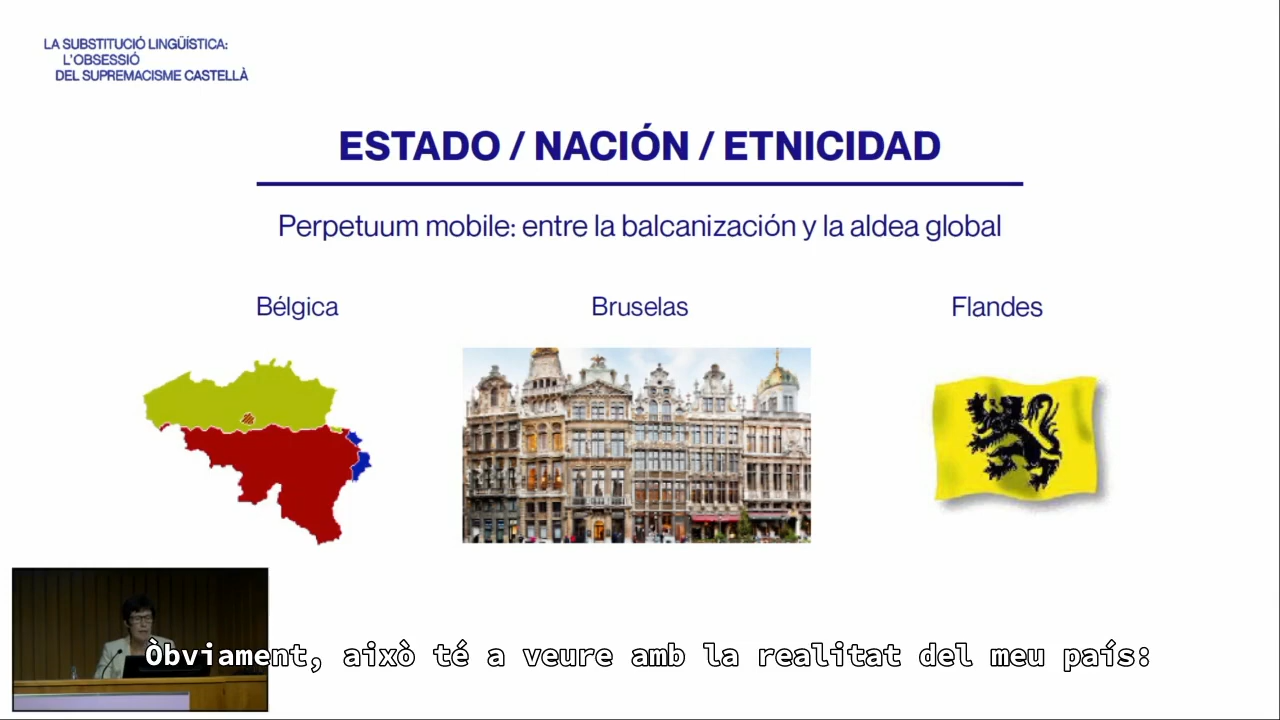 LA SUBSTITUCIÓ LINGÜÍSTICA:
L'OBSESSIÓ
DEL SUPREMACISME CASTELLÀ
ESTADO / NACIÓN / ETNICIDAD
Perpetuum mobile: entre la balcanización y la aldea global
Bélgica
Bruselas
Flandes
Òbviament, això té a veure amb la realitat del meu país: